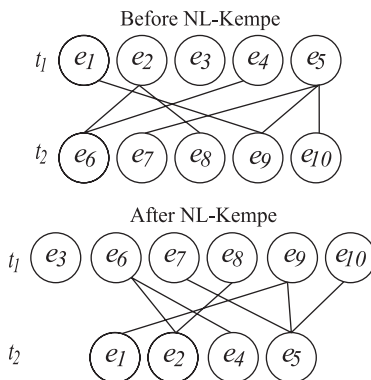 Before NL-Kempe
t1 e1 e2 e3 e4 e5
t2 e6 e7 e8 e9 e10
After NL-Kempe
t1 e3 e6 e7 e8 e9 e10
t2 e1 e2 e4 e5